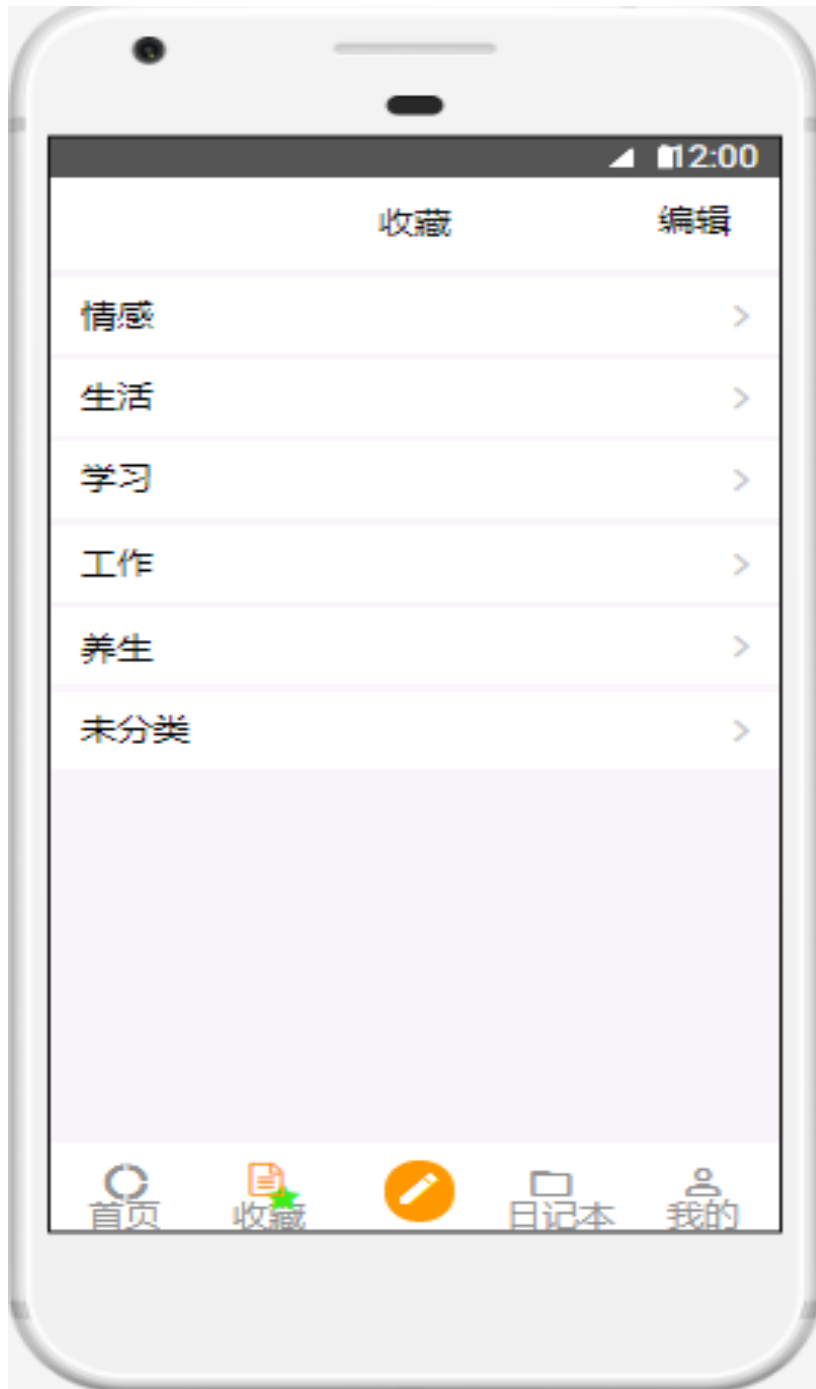 12:00
收藏 编辑
情感
生活
学习
工作
养生
未分类
首页 收藏 日记本 我的